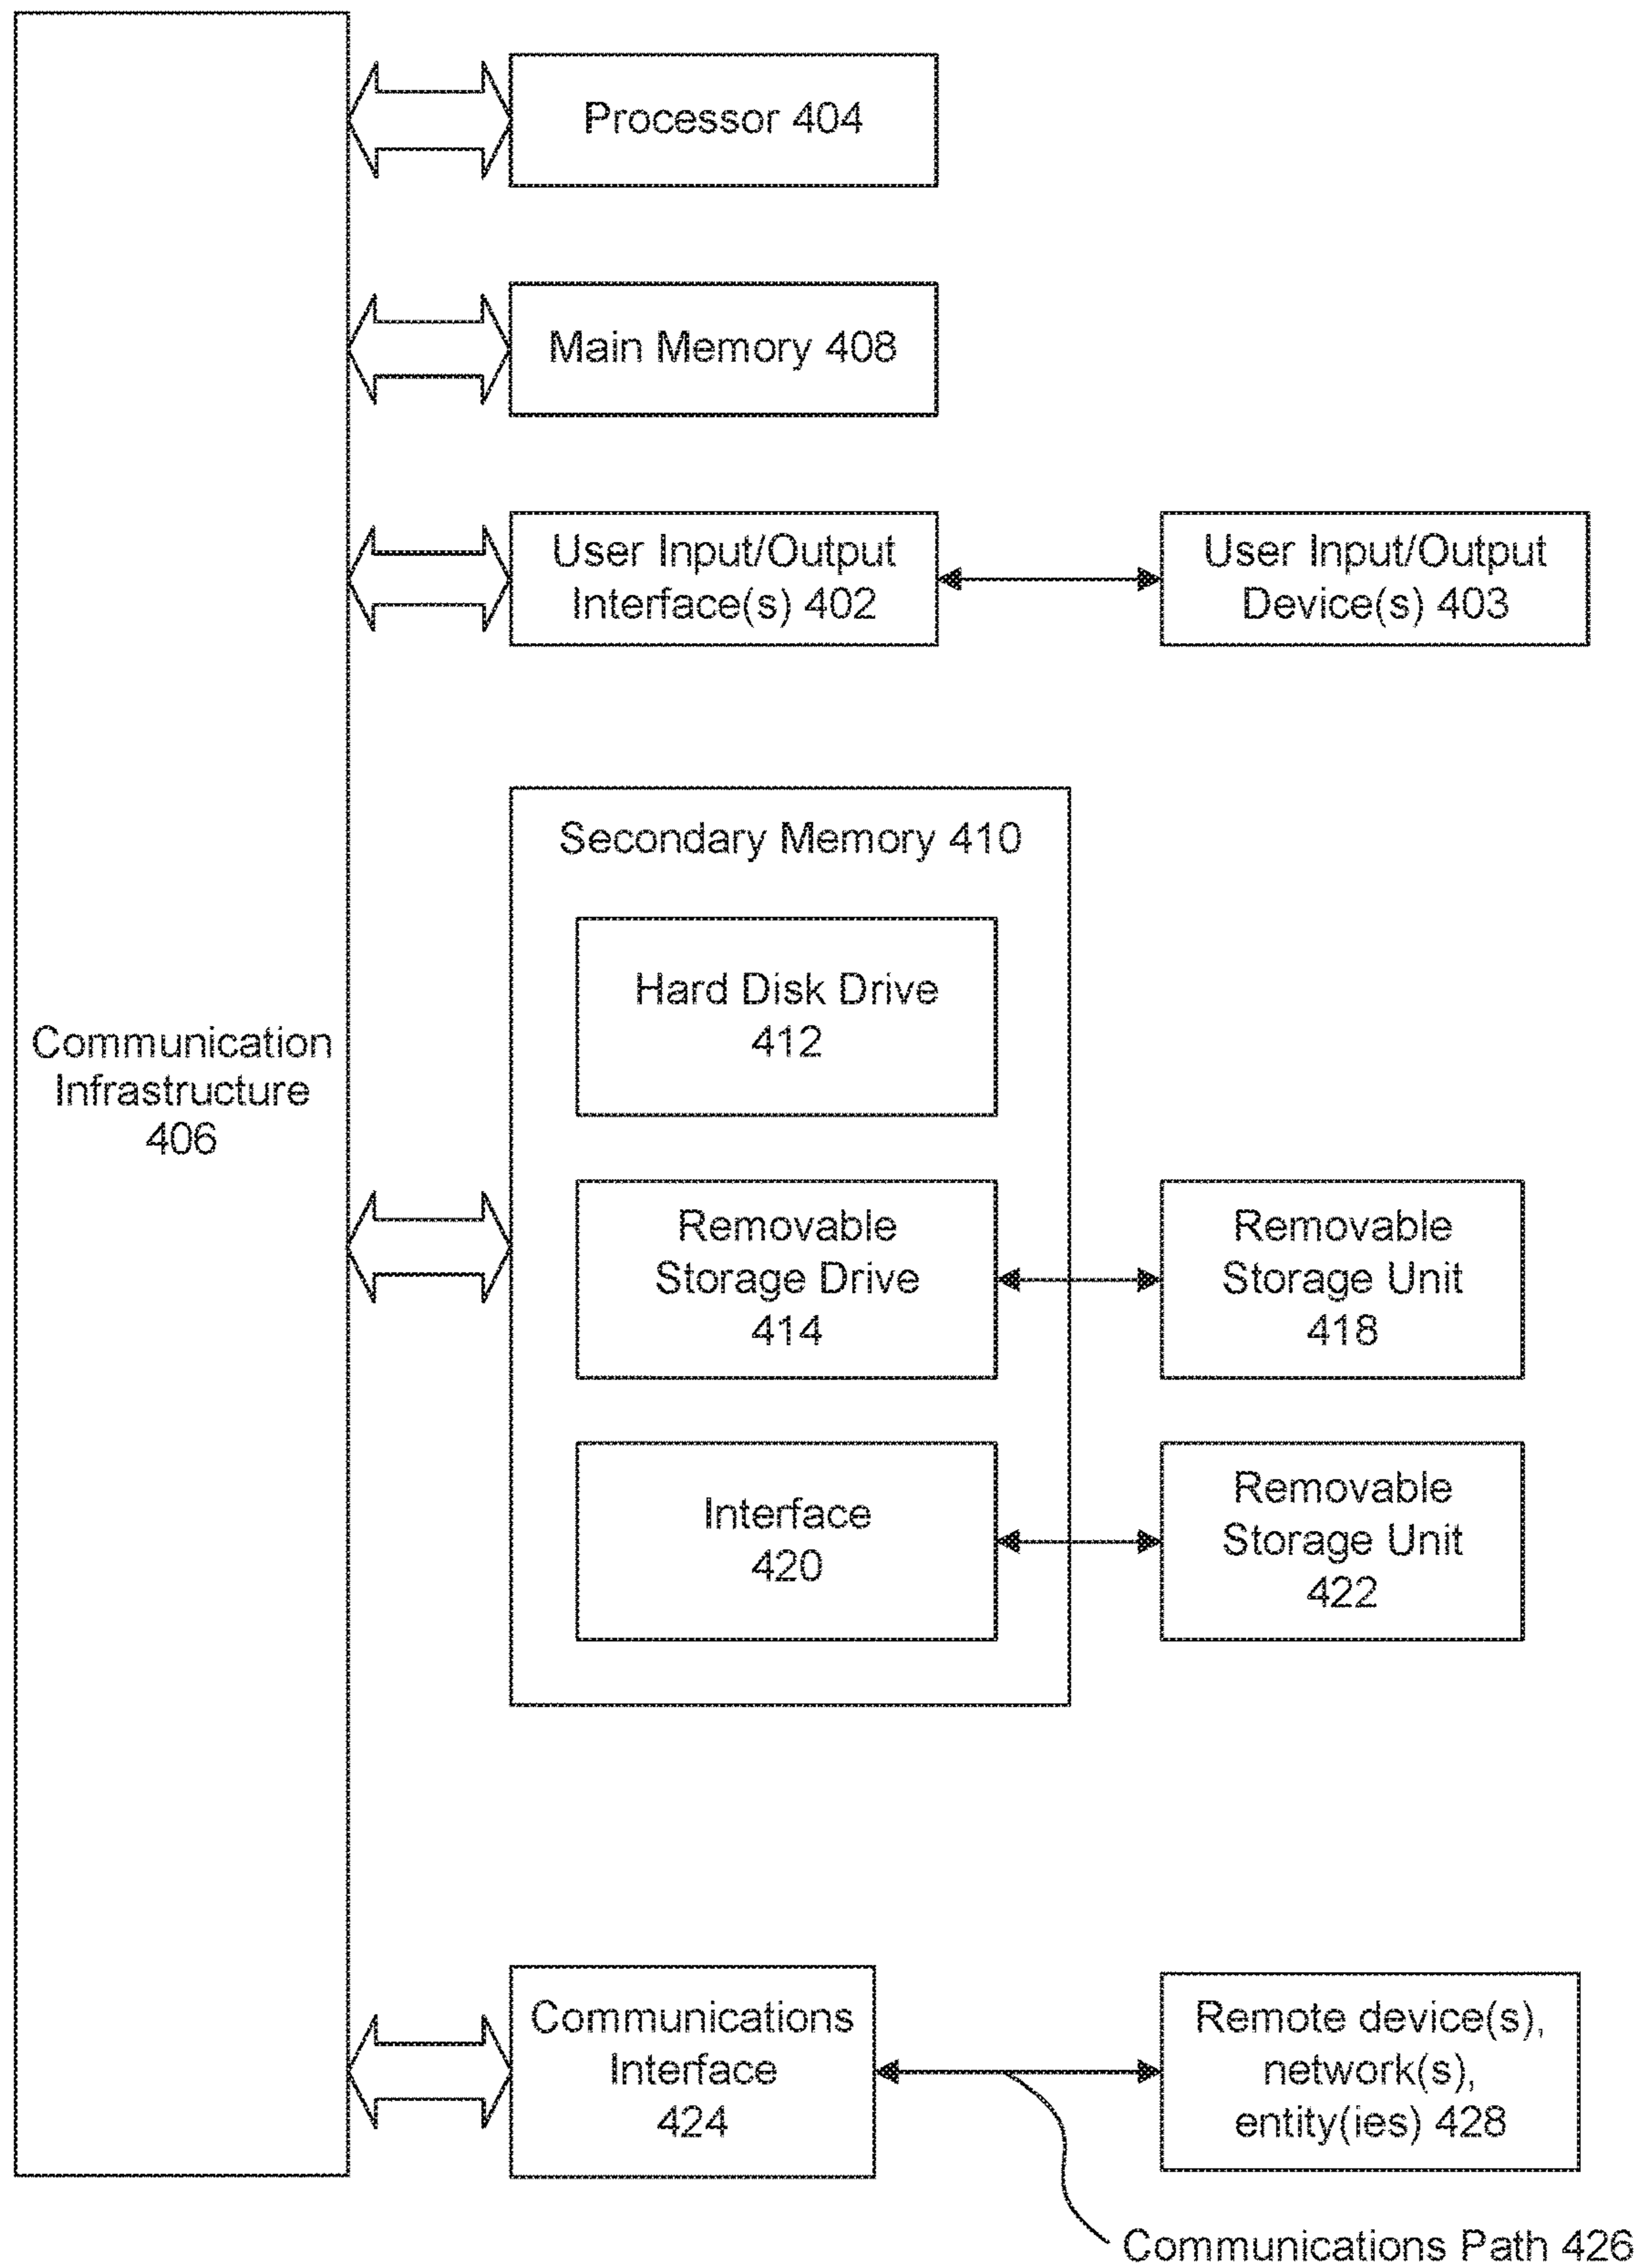 Processor 404
Main Memory 408
User Input/Output
Interface(s) 402
User Input/Output
Device(s) 403
Secondary Memory 410
Hard Disk Drive
412
Communication
Infrastructure
406
Removable
Storage Drive
414
Removable
Storage Unit
418
Interface
420
Removable
Storage Unit
422
Communications
Interface
424
Remote device(s),
network(s),
entity(ies) 428
Communications Path 426